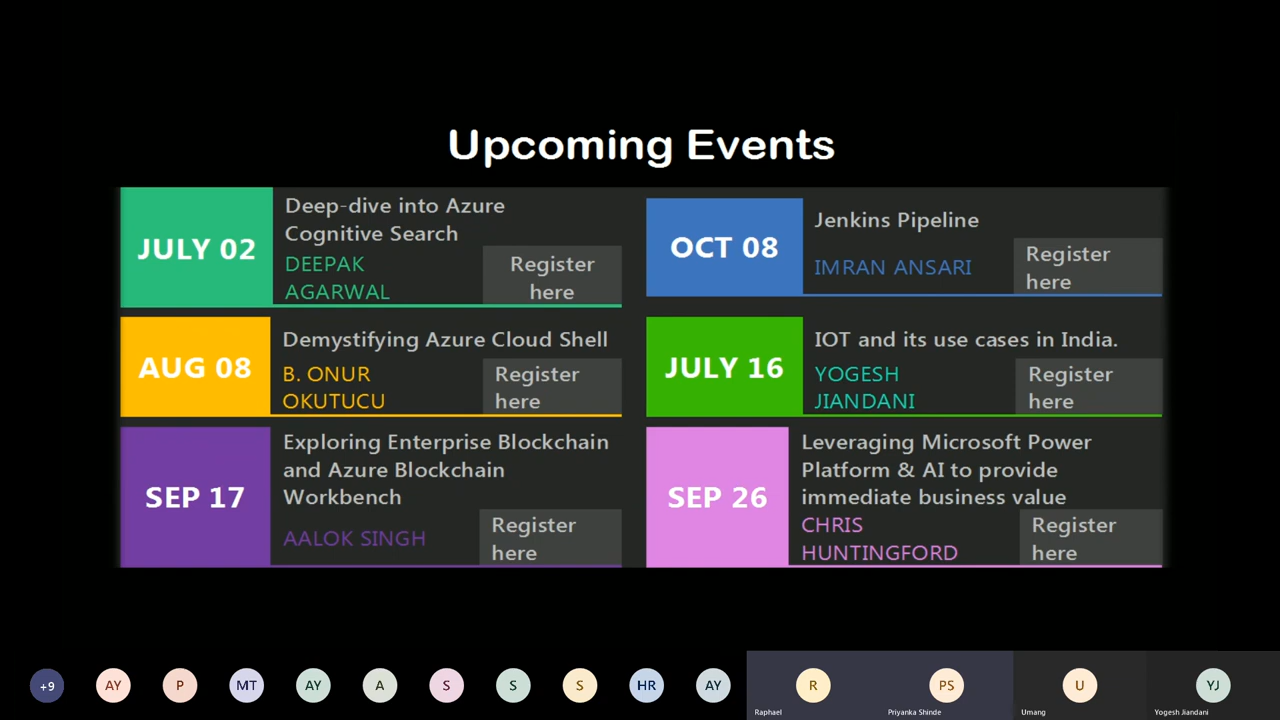 Upcoming Events
JULY 02
Deep-dive into Azure
Cognitive Search
DEEPAK
AGARWAL
Register
here
OCT 08
Jenkins Pipeline
IMRAN ANSARI
Register
here
AUG 08
Demystifying Azure Cloud Shell
B. ONUR
OKUTUCU
Register
here
JULY 16
IOT and its use cases in India.
YOGESH
JIANDANI
Register
here
SEP 17
Exploring Enterprise Blockchain
and Azure Blockchain
Workbench
AALOK SINGH
Register
here
SEP 26
Leveraging Microsoft Power
Platform & AI to provide
immediate business value
CHRIS
HUNTINGFORD
Register
here
+9
AY
P
MT
AY
A
S
S
S
HR
AY
R
Raphael
PS
Priyanka Shinde
U
Umang
YJ
Yogesh Jiandani